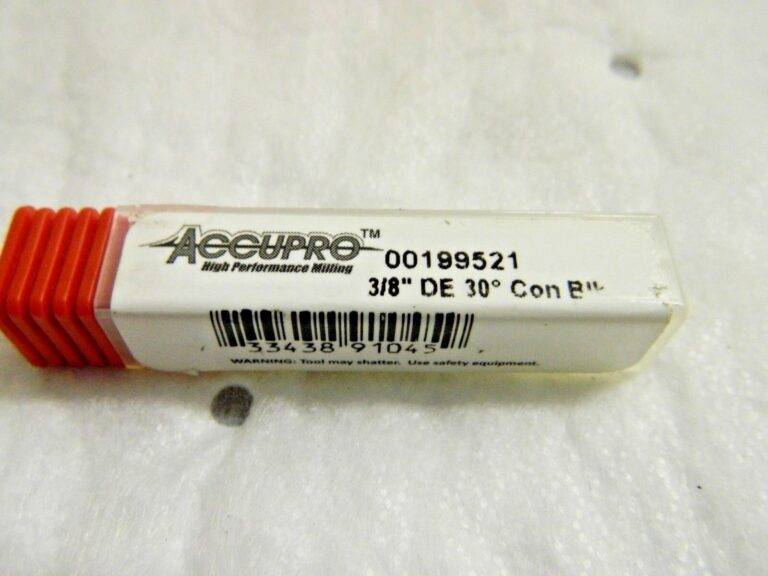 ACCUPRO™
High Performance Milling
00199521
3/8" DE 30° Con
33438 91045
WARNING: Tool may shatter. Use safety equipment.